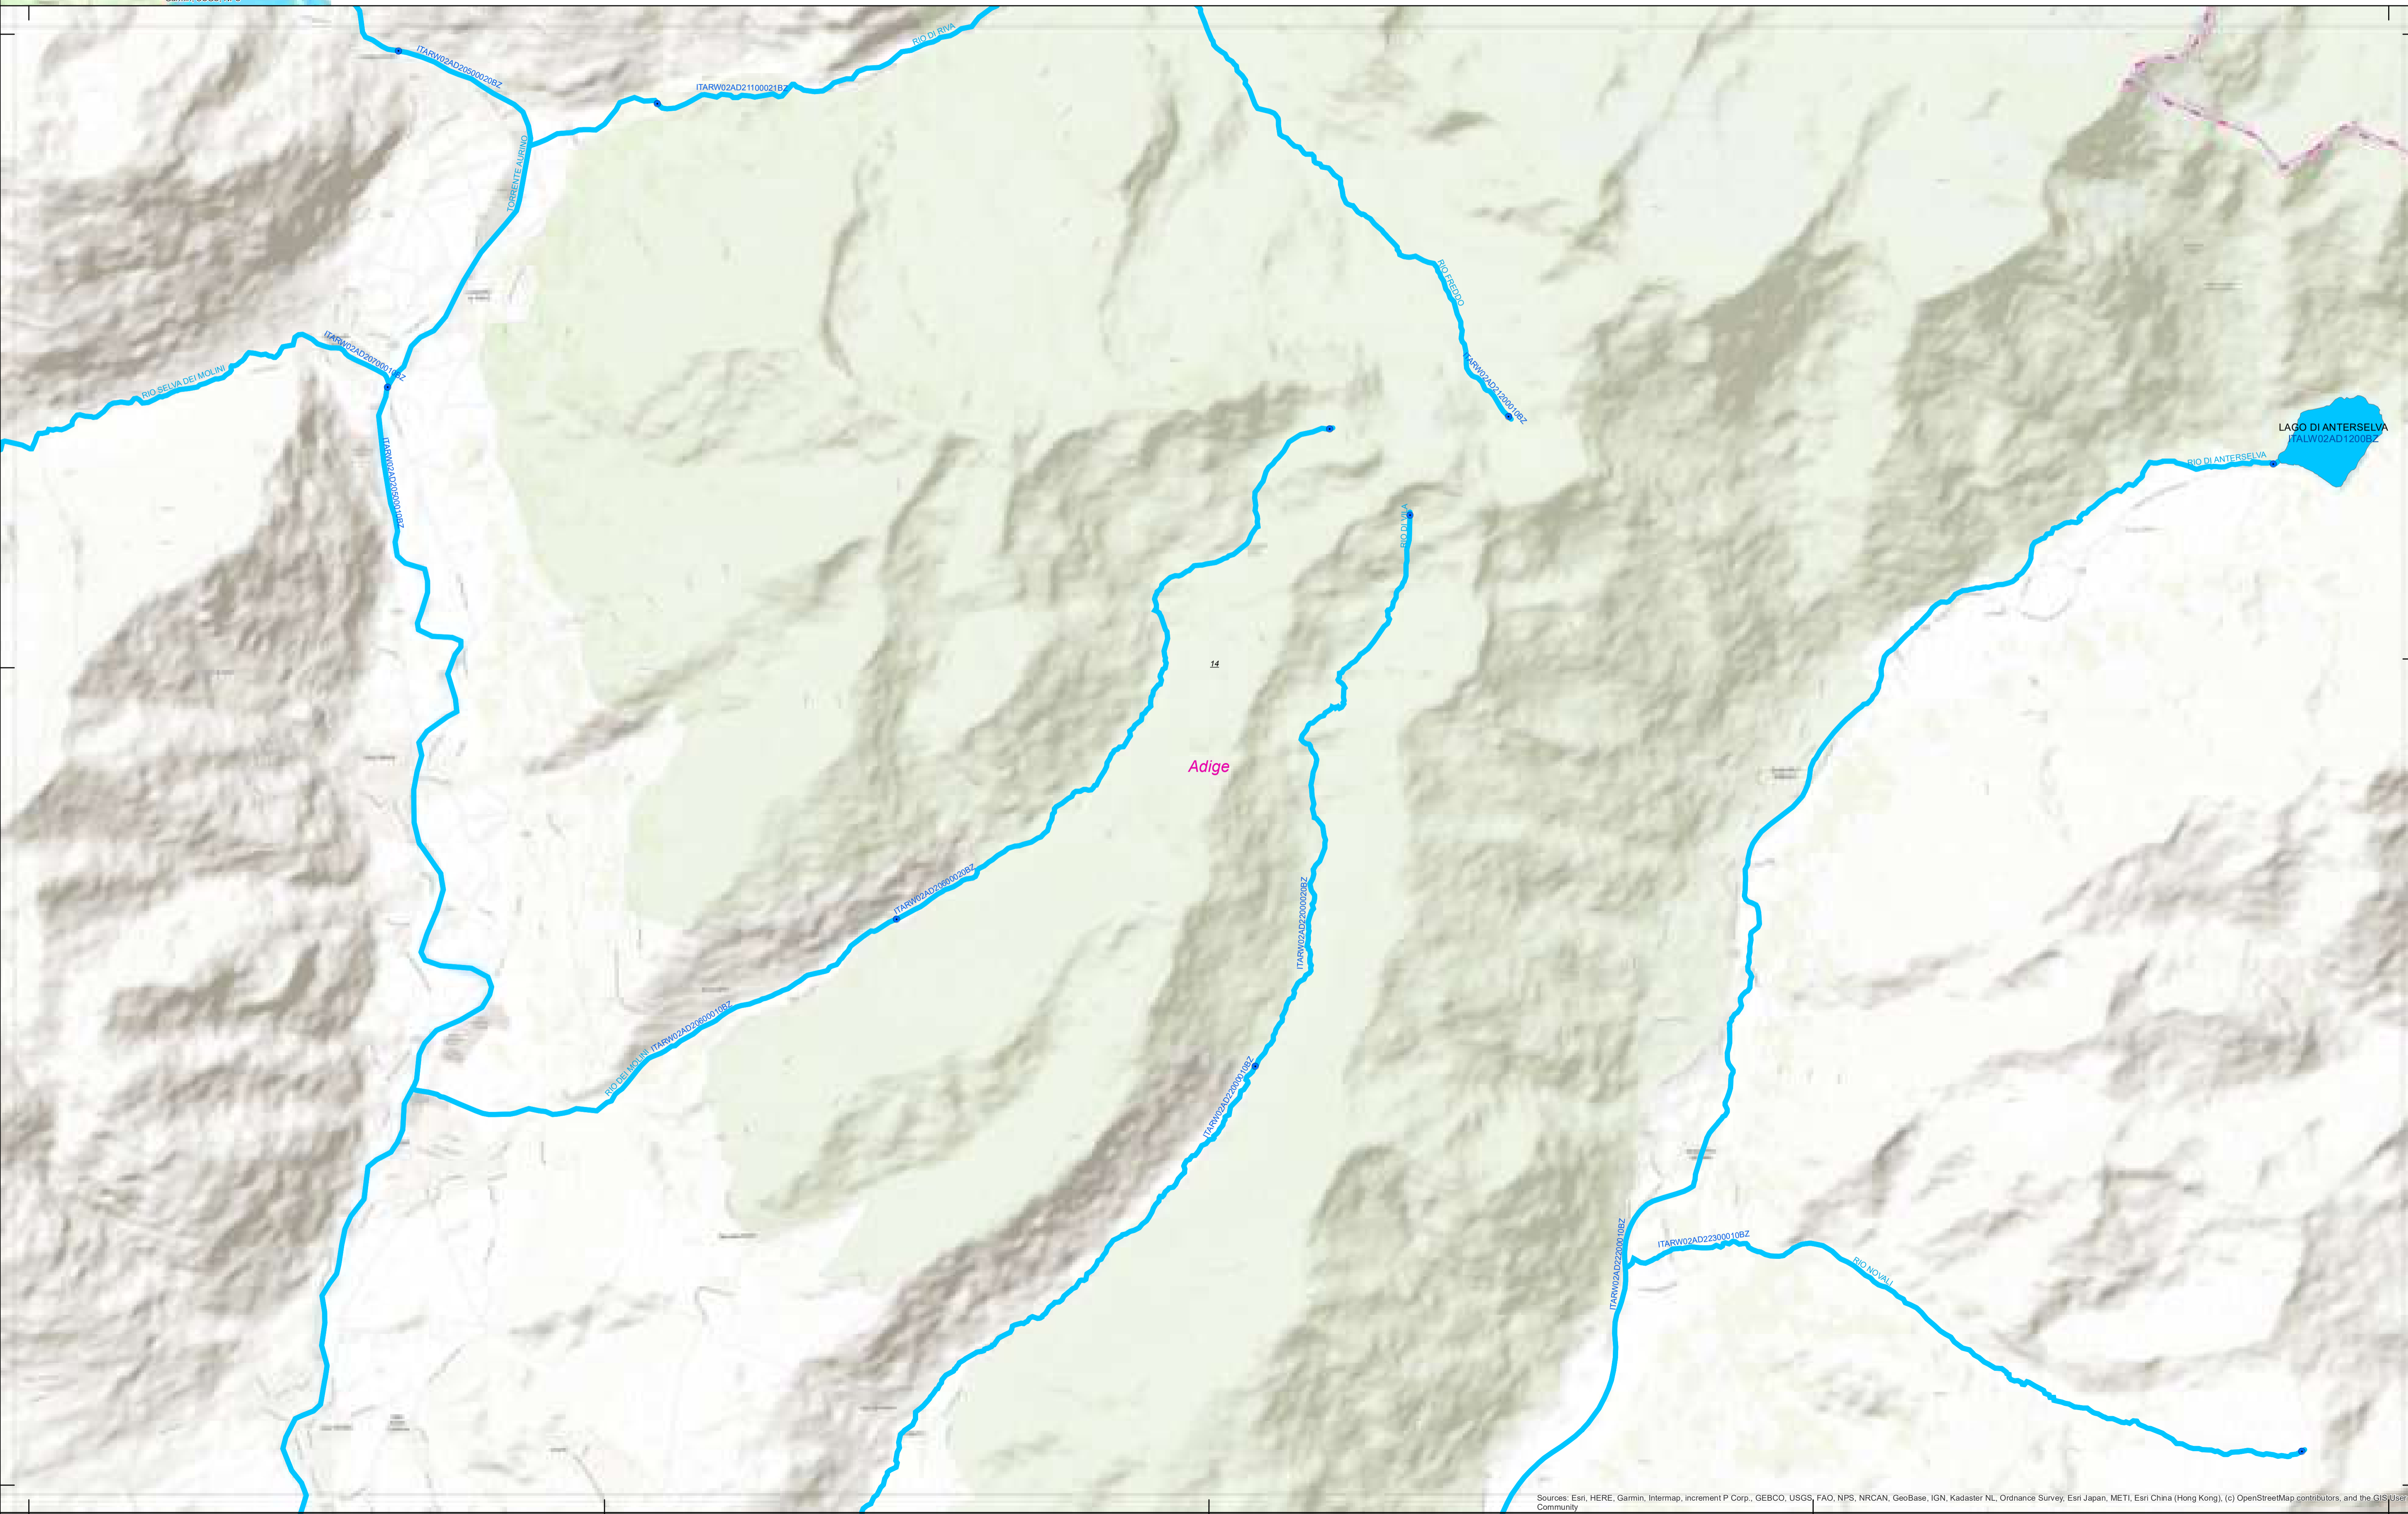 ITARW02AD20500020BZ
RIO DI RIVA
ITARW02AD21100021BZ
TORRENTE AURINO
RIO FREDDO
ITARW02AD20700010BZ
RIO SELVA DEI MOLINI
ITARW02AD21200010BZ
LAGO DI ANTERSELVA
ITALW02AD1200BZ
RIO DI ANTERSELVA
ITARW02AD20500010BZ
RIO DI VILA
14
Adige
ITARW02AD20600020BZ
ITARW02AD22000020BZ
ITARW02AD20600010BZ
RIO DEI MOLINI
ITARW02AD22000010BZ
ITARW02AD22200010BZ
ITARW02AD22300010BZ
RIO NOVALI
Sources: Esri, HERE, Garmin, Intermap, increment P Corp., GEBCO, USGS, FAO, NPS, NRCAN, GeoBase, IGN, Kadaster NL, Ordnance Survey, Esri Japan, METI, Esri China (Hong Kong), (c) OpenStreetMap contributors, and the GIS User
Community